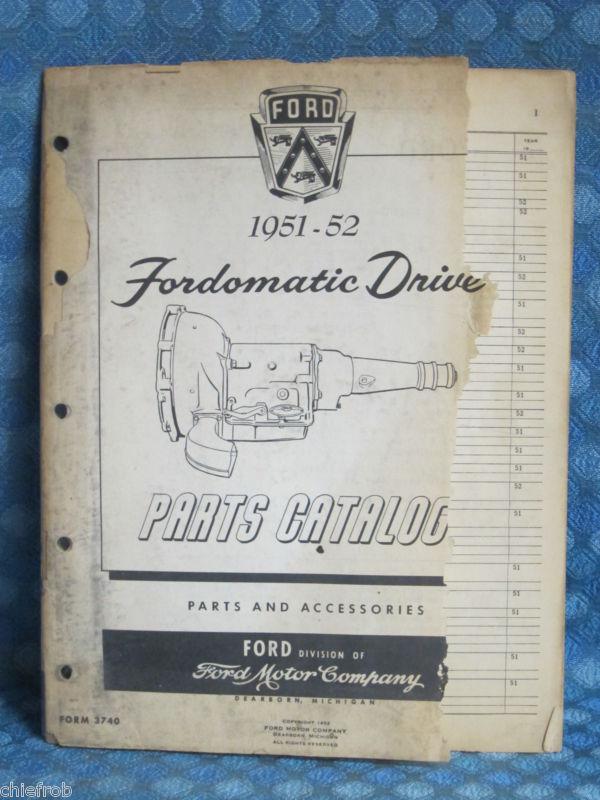 FORD
1951-52
Fordomatic Drive
PARTS CATALOG
PARTS AND ACCESSORIES
FORD DIVISION OF
Ford Motor Company
DEARBORN, MICHIGAN
FORM 3740
COPYRIGHT 1952
FORD MOTOR COMPANY
DEARBORN, MICHIGAN
ALL RIGHTS RESERVED
1
YEAR
51
51
52
52
51
52
51
52
52
51
51
52
51
51
51
52
51
51
51
51
51
51
chiefrob